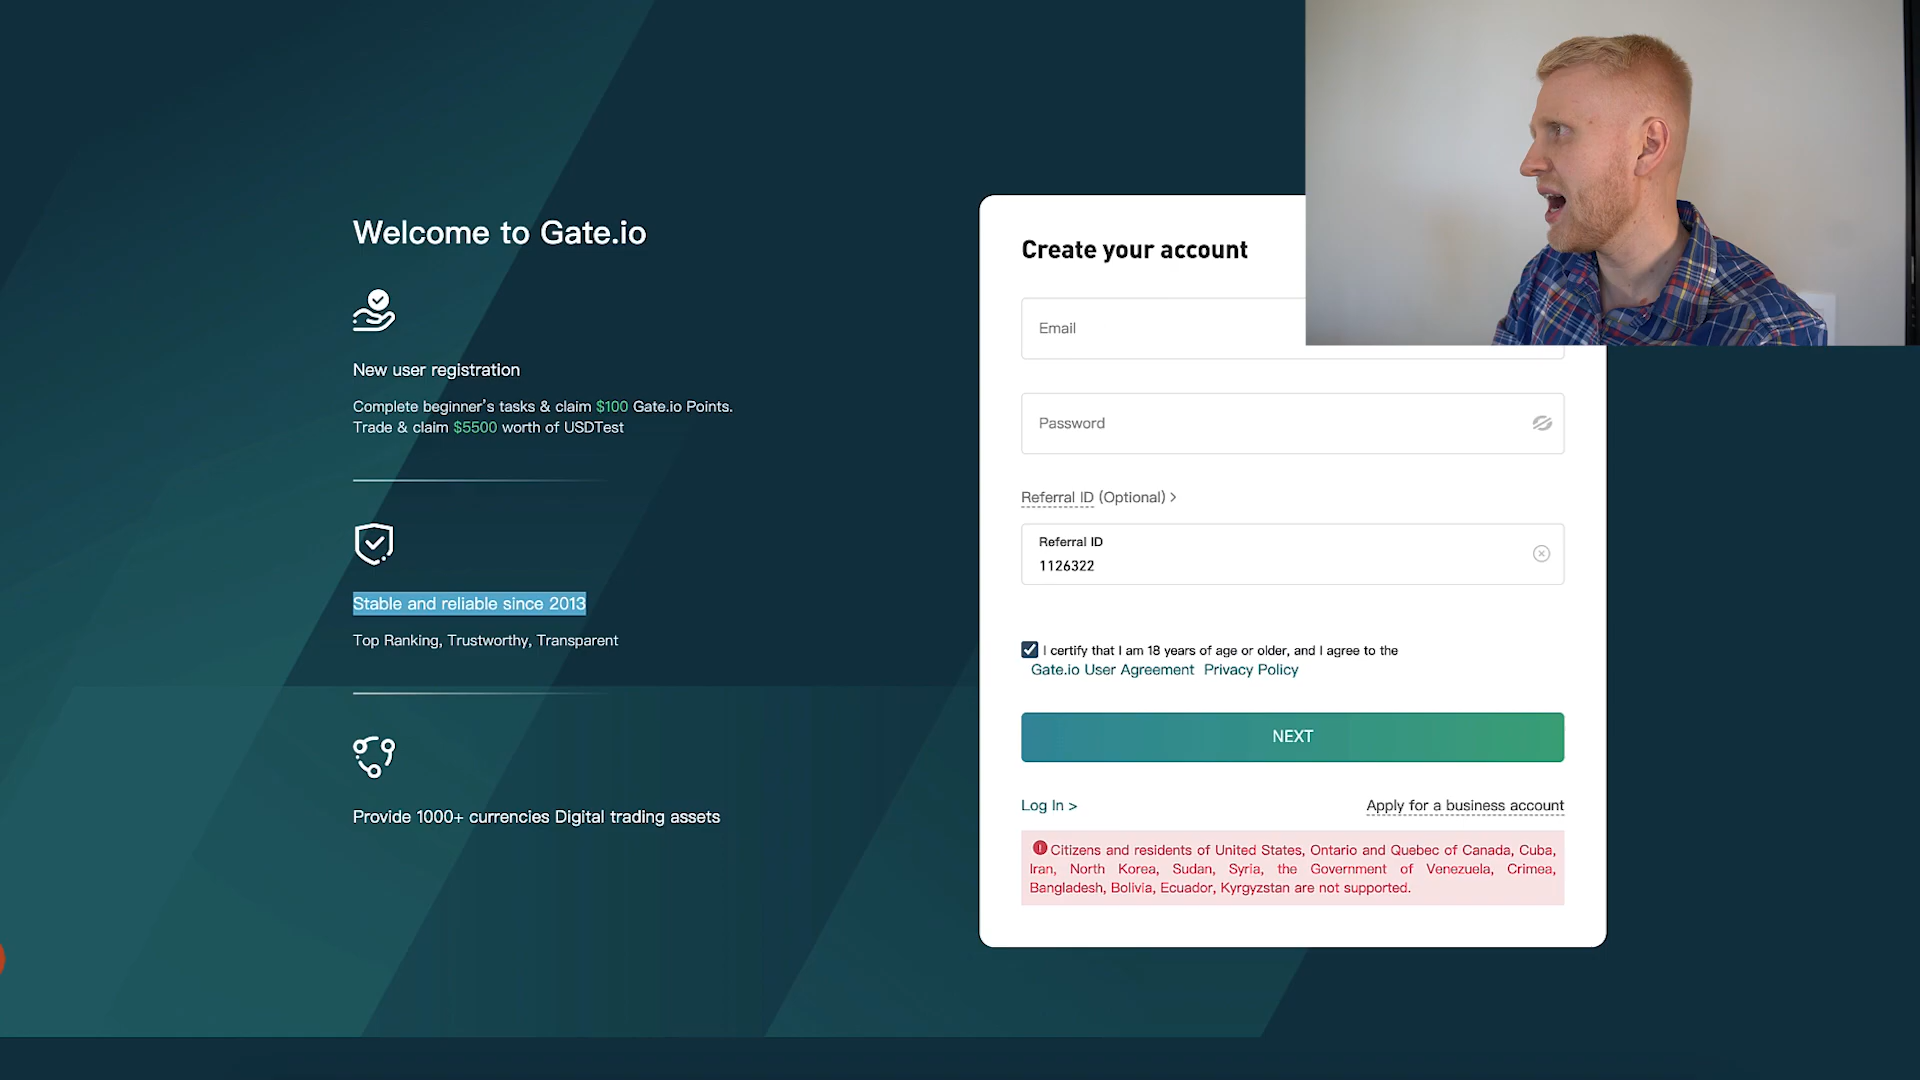 Welcome to Gate.io
New user registration
Complete beginner's tasks & claim $100 Gate.io Points.
Trade & claim $5500 worth of USDTest
Stable and reliable since 2013
Top Ranking, Trustworthy, Transparent
Provide 1000+ currencies Digital trading assets
Create your account
Email
Password
Referral ID (Optional) >
Referral ID
1126322
I certify that I am 18 years of age or older, and I agree to the
Gate.io User Agreement Privacy Policy
NEXT
Log In > Apply for a business account
Citizens and residents of United States, Ontario and Quebec of Canada, Cuba,
Iran, North Korea, Sudan, Syria, the Government of Venezuela, Crimea,
Bangladesh, Bolivia, Ecuador, Kyrgyzstan are not supported.